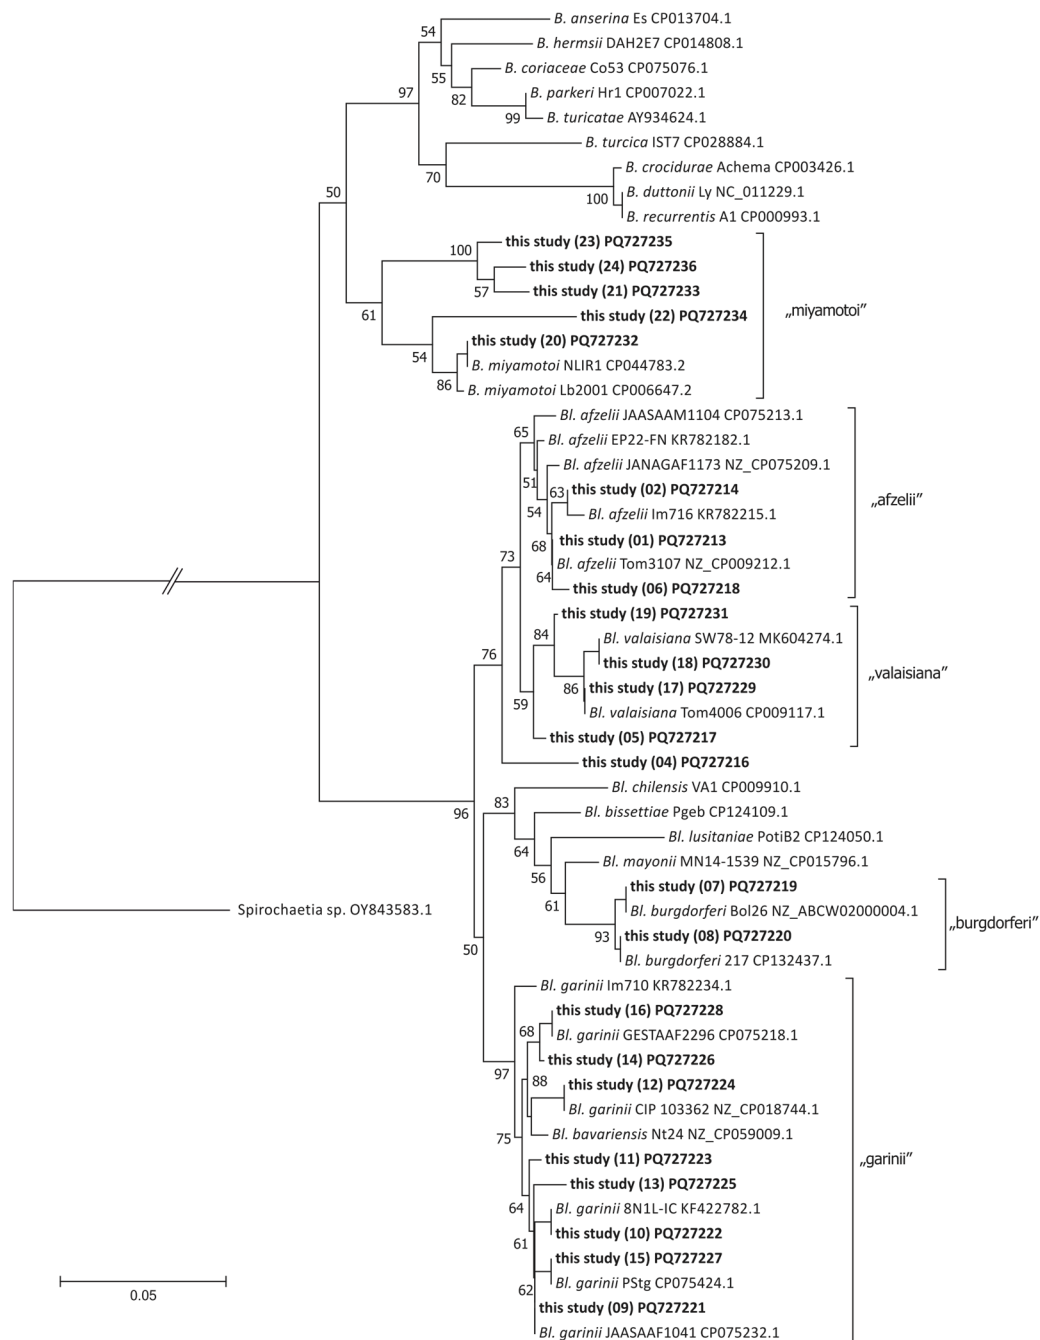 B. anserina Es CP013704.1
54
B. hermsii DAH2E7 CP014808.1
B. coriaceae Co53 CP075076.1
55
B. parkeri Hr1 CP007022.1
97
82
B. turicatae AY934624.1
99
B. turcica IST7 CP028884.1
B. crocidurae Achema CP003426.1
70
B. duttonii Ly NC_011229.1
50
100
B. recurrentis A1 CP000993.1
this study (23) PQ727235
100
this study (24) PQ727236
57
this study (21) PQ727233
„miyamotoi”
61
this study (22) PQ727234
this study (20) PQ727232
54
B. miyamotoi NLIR1 CP044783.2
86
B. miyamotoi Lb2001 CP006647.2
Bl. afzelii JAASAAM1104 CP075213.1
65
Bl. afzelii EP22-FN KR782182.1
Bl. afzelii JANAGAF1173 NZ_CP075209.1
51
63
this study (02) PQ727214
„afzelii”
54
Bl. afzelii Im716 KR782215.1
this study (01) PQ727213
68
73
Bl. afzelii Tom3107 NZ_CP009212.1
64
this study (06) PQ727218
this study (19) PQ727231
84
Bl. valaisiana SW78-12 MK604274.1
76
this study (18) PQ727230
„valaisiana”
86
this study (17) PQ727229
59
Bl. valaisiana Tom4006 CP009117.1
this study (05) PQ727217
this study (04) PQ727216
Bl. chilensis VA1 CP009910.1
83
96
Bl. bissettiae Pgeb CP124109.1
Bl. lusitaniae PotiB2 CP124050.1
64
Bl. mayonii MN14-1539 NZ_CP015796.1
56
this study (07) PQ727219
61
Bl. burgdorferi Bol26 NZ_ABCW02000004.1
Spirochaetia sp. OY843583.1
„burgdorferi”
93
this study (08) PQ727220
50
Bl. burgdorferi 217 CP132437.1
Bl. garinii Im710 KR782234.1
this study (16) PQ727228
68
Bl. garinii GESTAAF2296 CP075218.1
this study (14) PQ727226
97
88
this study (12) PQ727224
Bl. garinii CIP 103362 NZ_CP018744.1
75
Bl. bavariensis Nt24 NZ_CP059009.1
this study (11) PQ727223
„garinii”
this study (13) PQ727225
64
Bl. garinii 8N1L-IC KF422782.1
this study (10) PQ727222
61
this study (15) PQ727227
Bl. garinii PStg CP075424.1
62
this study (09) PQ727221
0.05
Bl. garinii JAASAAF1041 CP075232.1